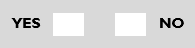 YES NO